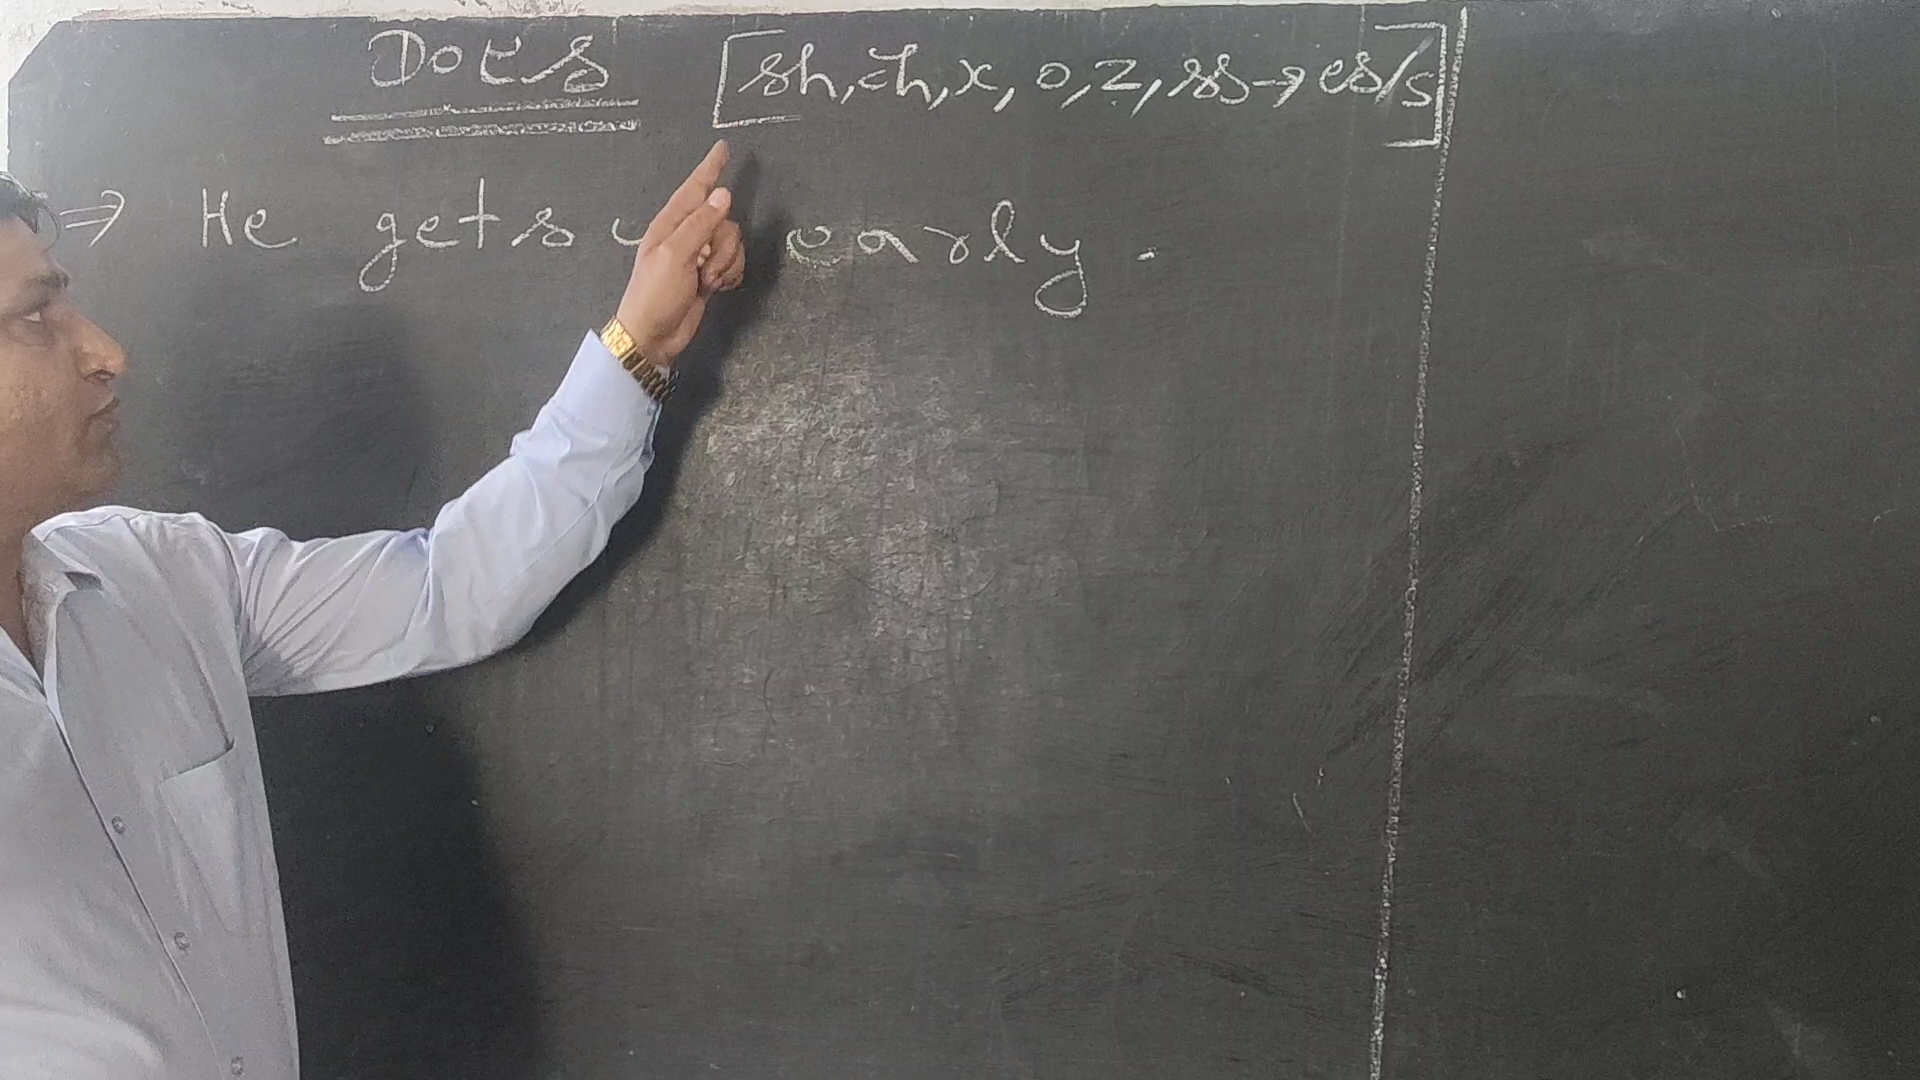 Does [sh, ch, x, o, z, ss → es/s]
⇒ He gets early.